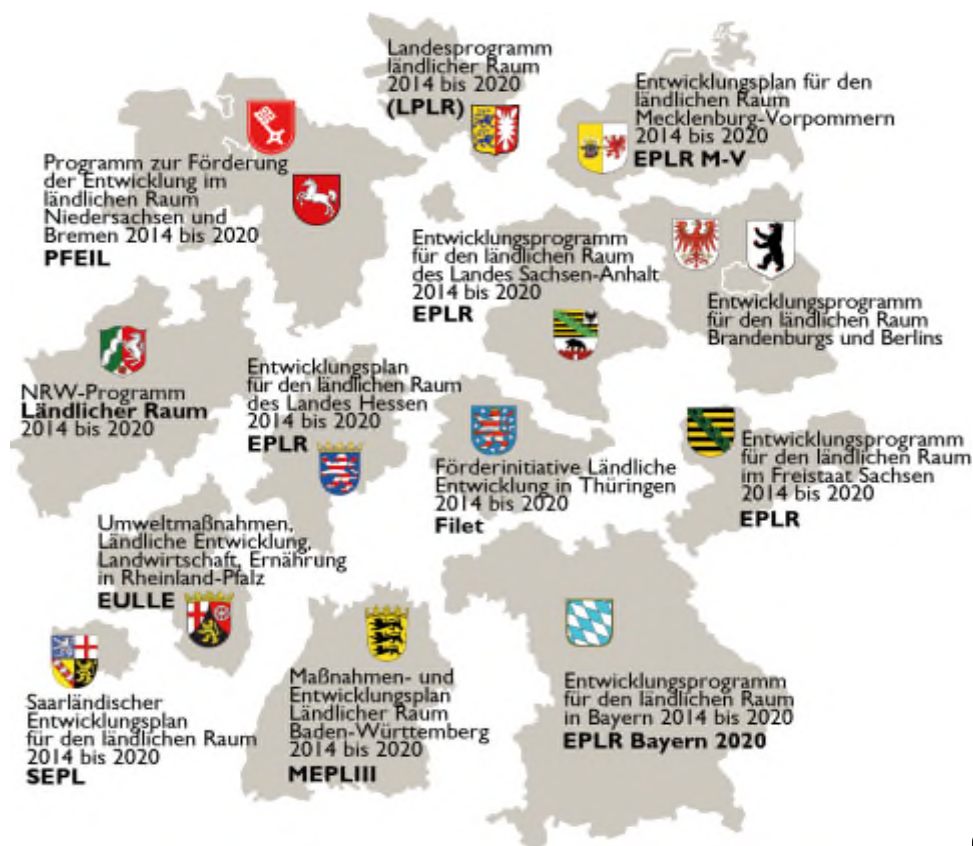 Landesprogramm
ländlicher Raum
2014 bis 2020
(LPLR)
Entwicklungsplan für den
ländlichen Raum
Mecklenburg-Vorpommern
2014 bis 2020
EPLR M-V
Programm zur Förderung
der Entwicklung im
ländlichen Raum
Niedersachsen und
Bremen 2014 bis 2020
PFEIL
Entwicklungsprogramm
für den ländlichen Raum
des Landes Sachsen-Anhalt
2014 bis 2020
EPLR
Entwicklungsprogramm
für den ländlichen Raum
Brandenburgs und Berlins
NRW-Programm
Ländlicher Raum
2014 bis 2020
Entwicklungsplan
für den ländlichen Raum
des Landes Hessen
2014 bis 2020
EPLR
Förderinitiative Ländliche
Entwicklung in Thüringen
2014 bis 2020
Filet
Entwicklungsprogramm
für den ländlichen Raum
im Freistaat Sachsen
2014 bis 2020
EPLR
Umweltmaßnahmen,
Ländliche Entwicklung,
Landwirtschaft, Ernährung
in Rheinland-Pfalz
EULLE
Saarländischer
Entwicklungsplan
für den ländlichen Raum
2014 bis 2020
SEPL
Maßnahmen- und
Entwicklungsplan
Ländlicher Raum
Baden-Württemberg
2014 bis 2020
MEPLIII
Entwicklungsprogramm
für den ländlichen Raum
in Bayern 2014 bis 2020
EPLR Bayern 2020